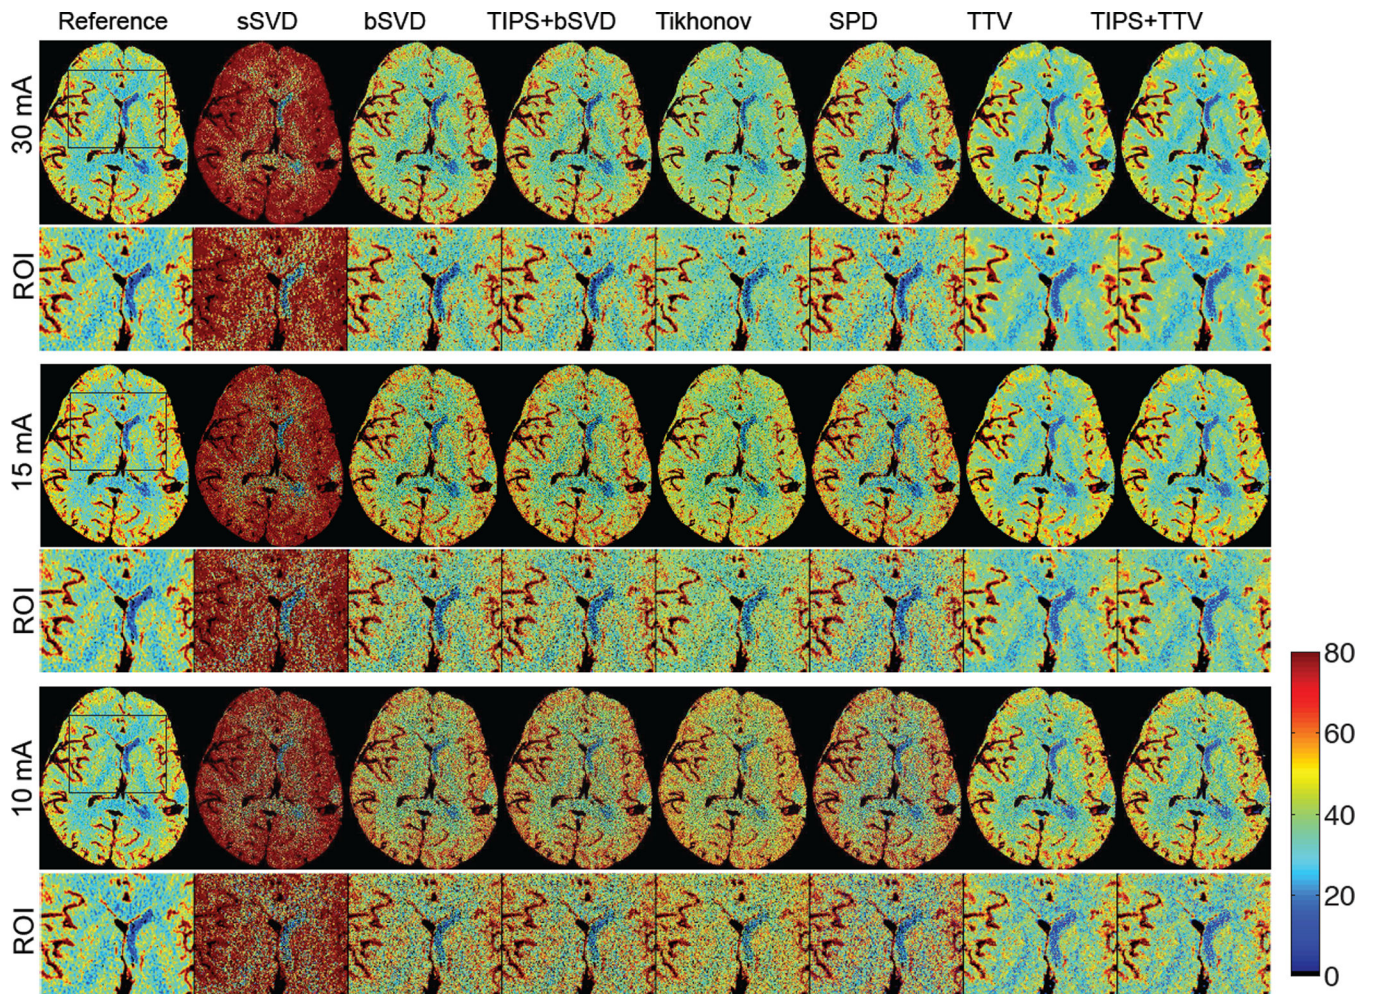 Reference sSVD bSVD TIPS+bSVD Tikhonov SPD TTV TIPS+TTV
30 mA
ROI
15 mA
ROI
10 mA
ROI
80
60
40
20
0